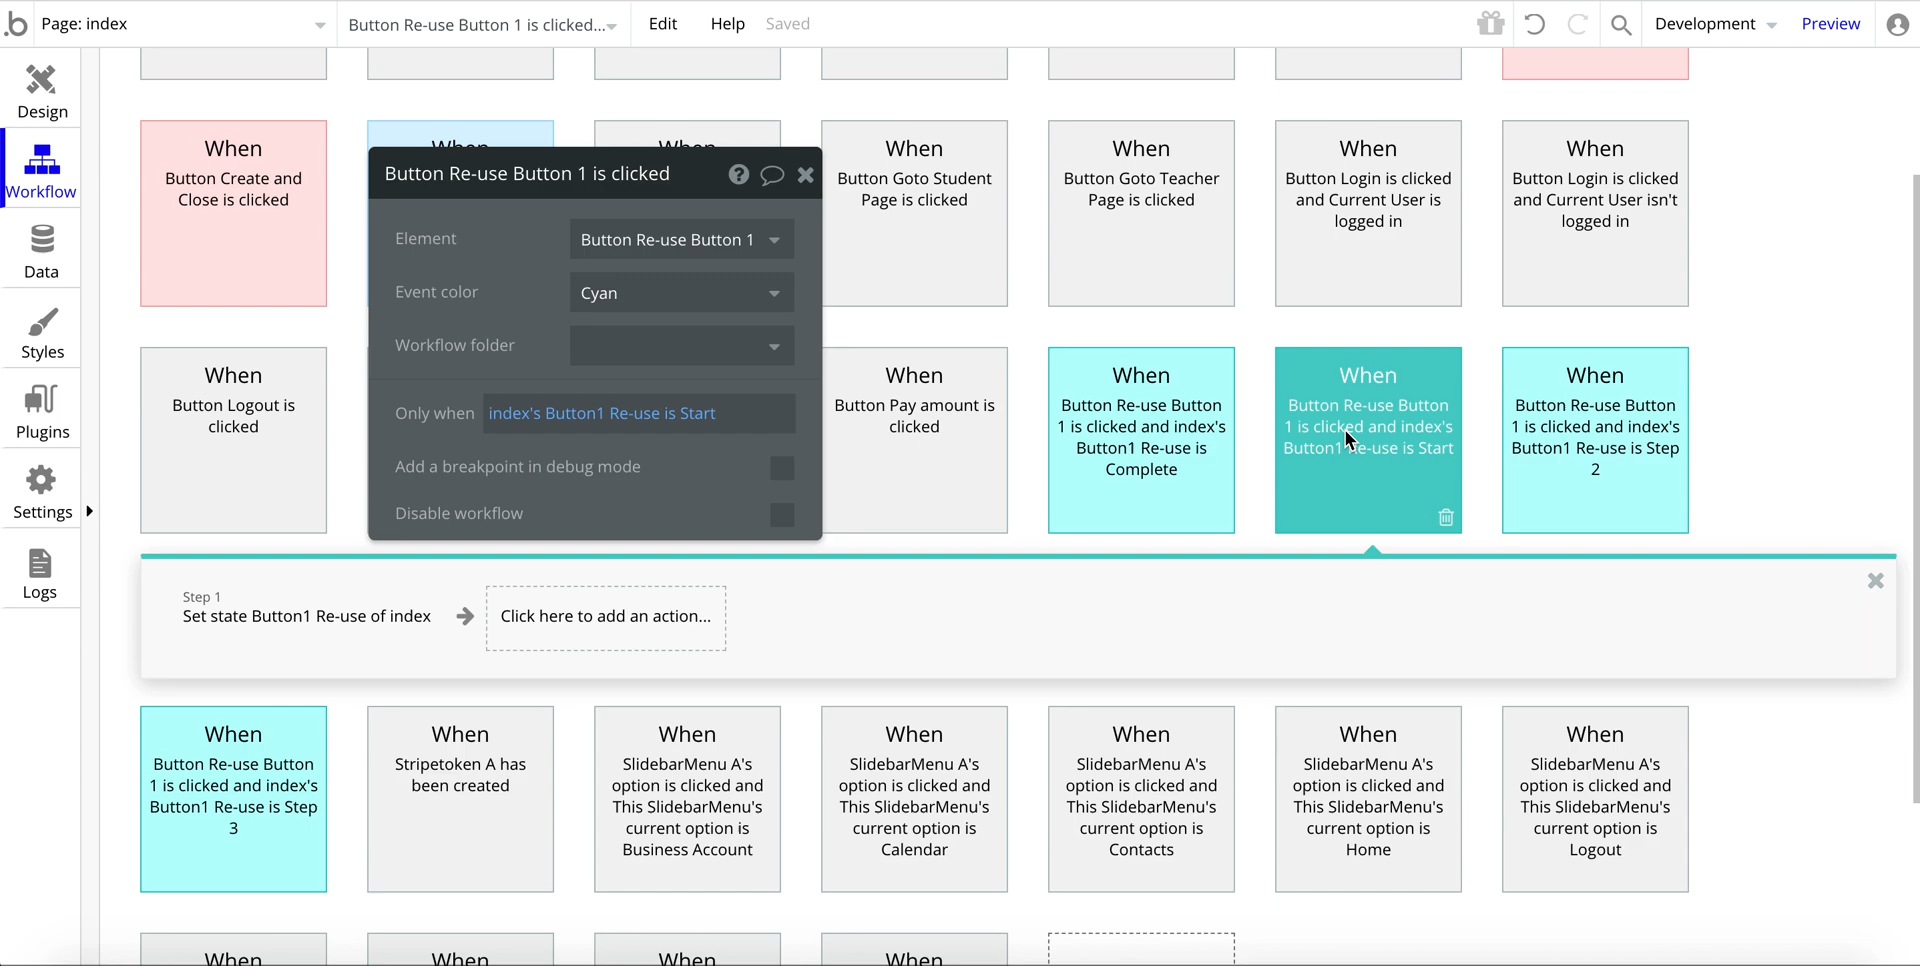 b
Page: index
Button Re-use Button 1 is clicked...
Edit
Help
Saved
Development
Preview
Design
Workflow
Data
Styles
Plugins
Settings
Logs
When
Button Create and
Close is clicked
When
When
When
Button Goto Student
Page is clicked
When
Button Goto Teacher
Page is clicked
When
Button Login is clicked
and Current User is
logged in
When
Button Login is clicked
and Current User isn't
logged in
Button Re-use Button 1 is clicked
?
Element
Button Re-use Button 1
Event color
Cyan
Workflow folder
Only when
index's Button1 Re-use is Start
Add a breakpoint in debug mode
Disable workflow
When
Button Logout is
clicked
When
Button Pay amount is
clicked
When
Button Re-use Button
1 is clicked and index's
Button1 Re-use is
Complete
When
Button Re-use Button
1 is clicked and index's
Button1 Re-use is Start
When
Button Re-use Button
1 is clicked and index's
Button1 Re-use is Step
2
Step 1
Set state Button1 Re-use of index
Click here to add an action...
When
Button Re-use Button
1 is clicked and index's
Button1 Re-use is Step
3
When
Stripetoken A has
been created
When
SlidebarMenu A's
option is clicked and
This SlidebarMenu's
current option is
Business Account
When
SlidebarMenu A's
option is clicked and
This SlidebarMenu's
current option is
Calendar
When
SlidebarMenu A's
option is clicked and
This SlidebarMenu's
current option is
Contacts
When
SlidebarMenu A's
option is clicked and
This SlidebarMenu's
current option is
Home
When
SlidebarMenu A's
option is clicked and
This SlidebarMenu's
current option is
Logout
When
When
When
When